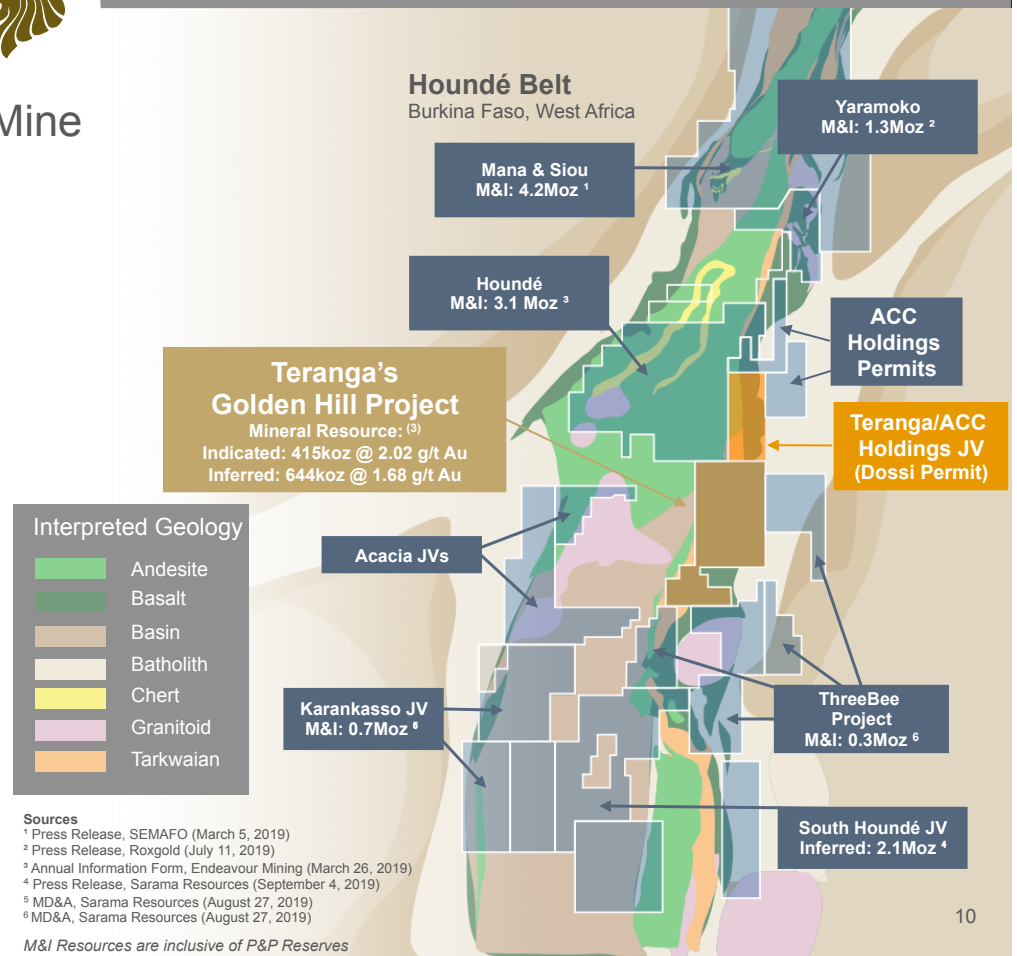 Mine
Houndé Belt
Burkina Faso, West Africa
Yaramoko
M&I: 1.3Moz ²
Mana & Siou
M&I: 4.2Moz ¹
Houndé
M&I: 3.1 Moz ³
ACC
Holdings
Permits
Teranga's
Golden Hill Project
Mineral Resource: ⁽³⁾
Indicated: 415koz @ 2.02 g/t Au
Inferred: 644koz @ 1.68 g/t Au
Teranga/ACC
Holdings JV
(Dossi Permit)
Interpreted Geology
Andesite
Basalt
Basin
Batholith
Chert
Granitoid
Tarkwaian
Acacia JVs
Karankasso JV
M&I: 0.7Moz ⁶
ThreeBee
Project
M&I: 0.3Moz ⁶
South Houndé JV
Inferred: 2.1Moz ⁴
Sources
¹ Press Release, SEMAFO (March 5, 2019)
² Press Release, Roxgold (July 11, 2019)
³ Annual Information Form, Endeavour Mining (March 26, 2019)
⁴ Press Release, Sarama Resources (September 4, 2019)
⁵ MD&A, Sarama Resources (August 27, 2019)
⁶ MD&A, Sarama Resources (August 27, 2019)
M&I Resources are inclusive of P&P Reserves
10